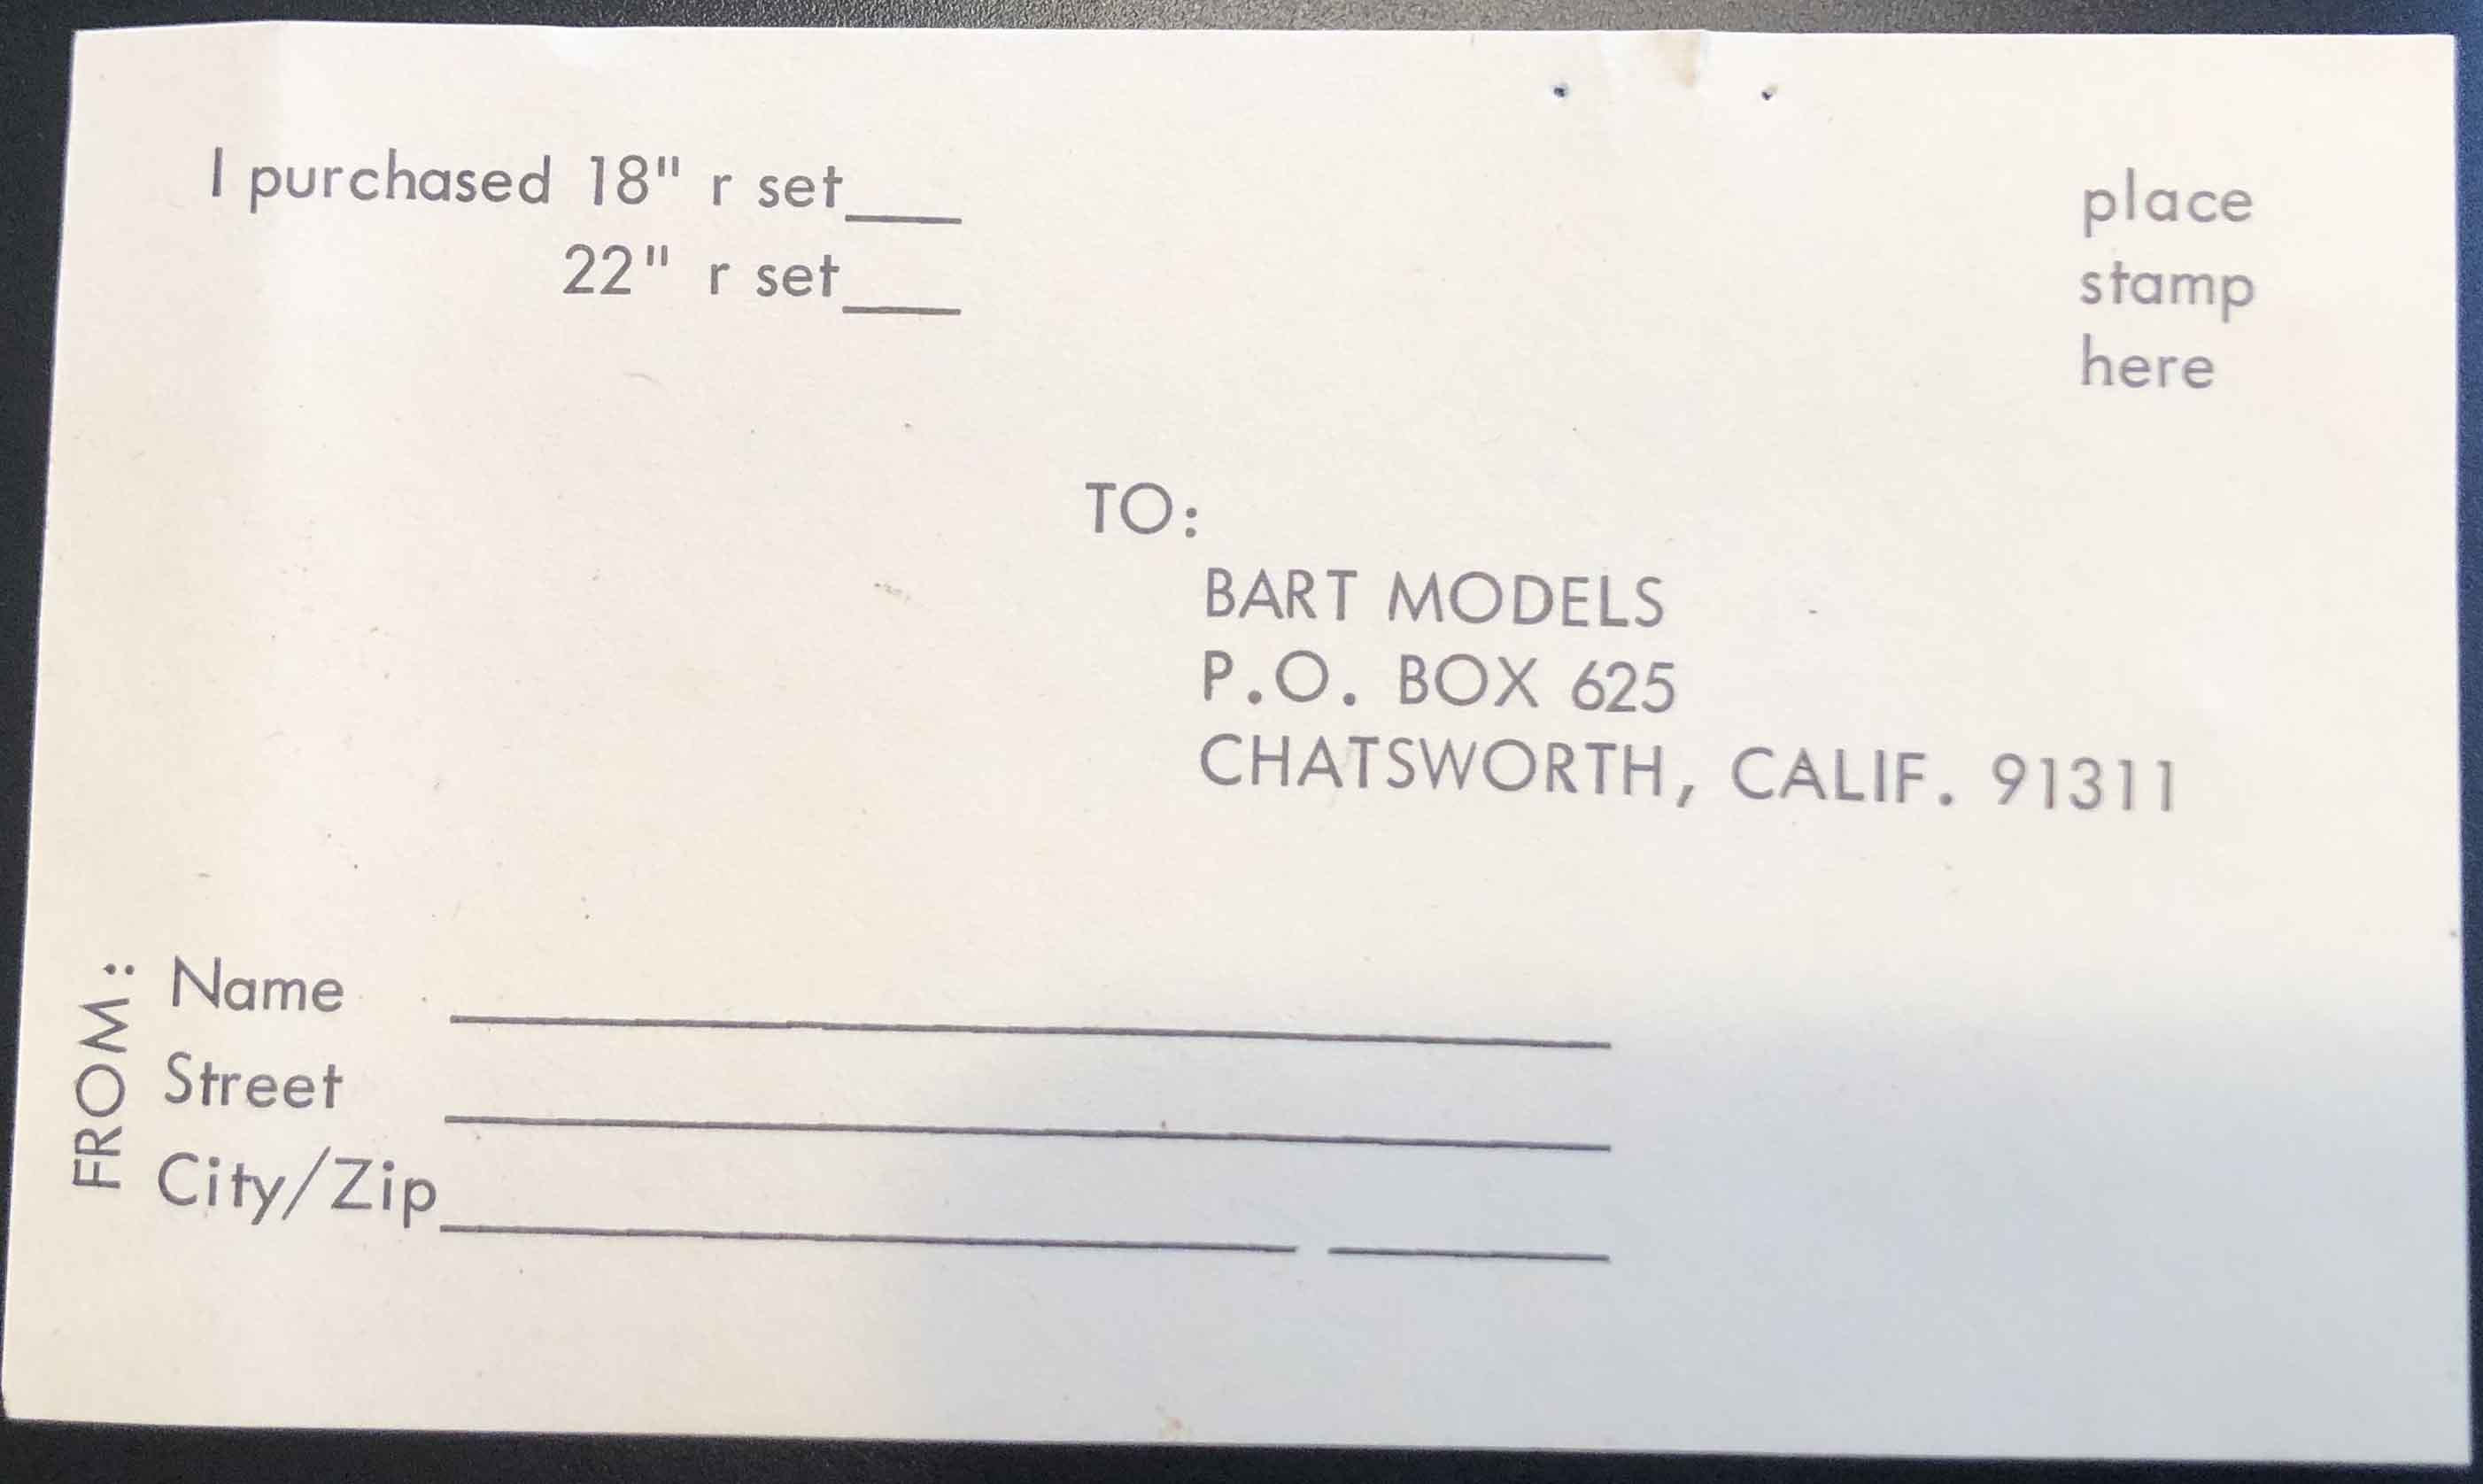 I purchased 18" r set___
22" r set___
place
stamp
here
TO:
BART MODELS
P.O. BOX 625
CHATSWORTH, CALIF. 91311
FROM:
Name
Street
City/Zip